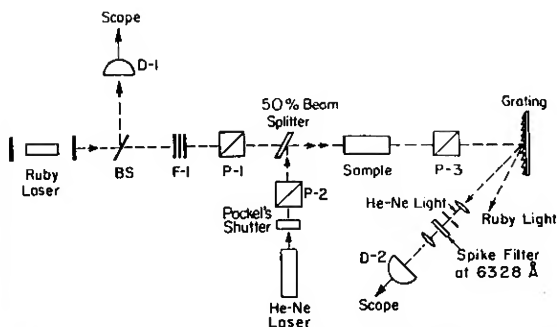 Scope
D-1
50% Beam
Splitter
Grating
Ruby
Laser
BS
F-1
P-1
Sample
P-3
P-2
Pockel's
Shutter
He-Ne Light
Ruby Light
D-2
Spike Filter
at 6328 Å
Scope
He-Ne
Laser